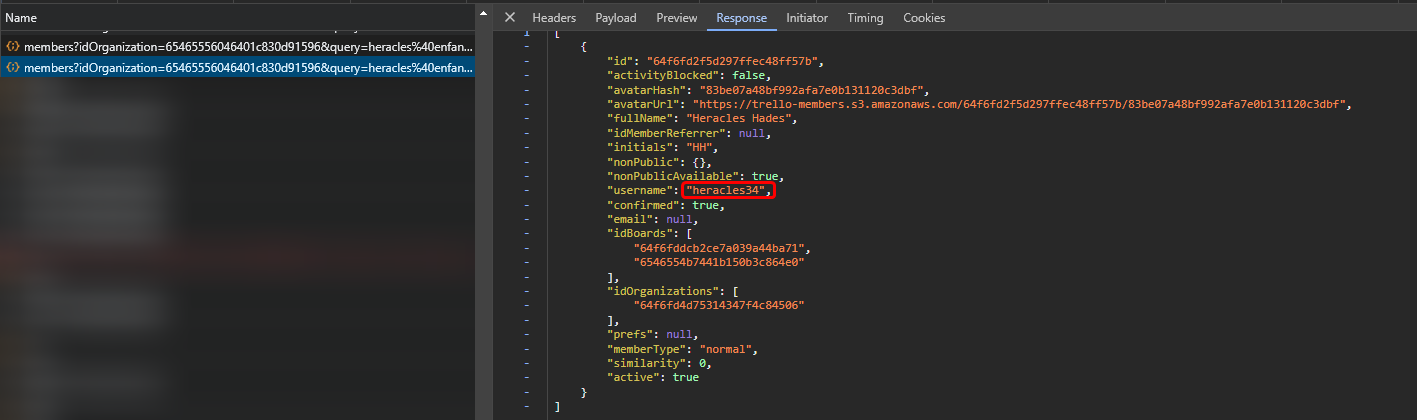 Name
members?idOrganization=65465556046401c830d91596&query=heracles%40enfan...
members?idOrganization=65465556046401c830d91596&query=heracles%40enfan...
Headers Payload Preview Response Initiator Timing Cookies
1 [
- {
- "id": "64f6fd2f5d297ffec48ff57b",
- "activityBlocked": false,
- "avatarHash": "83be07a48bf992afa7e0b131120c3dbf",
- "avatarUrl": "https://trello-members.s3.amazonaws.com/64f6fd2f5d297ffec48ff57b/83be07a48bf992afa7e0b131120c3dbf",
- "fullName": "Heracles Hades",
- "idMemberReferrer": null,
- "initials": "HH",
- "nonPublic": {},
- "nonPublicAvailable": true,
- "username": "heracles34",
- "confirmed": true,
- "email": null,
- "idBoards": [
- "64f6fddcb2ce7a039a44ba71",
- "6546554b7441b150b3c864e0"
- ],
- "idOrganizations": [
- "64f6fd4d75314347f4c84506"
- ],
- "prefs": null,
- "memberType": "normal",
- "similarity": 0,
- "active": true
- }
- ]